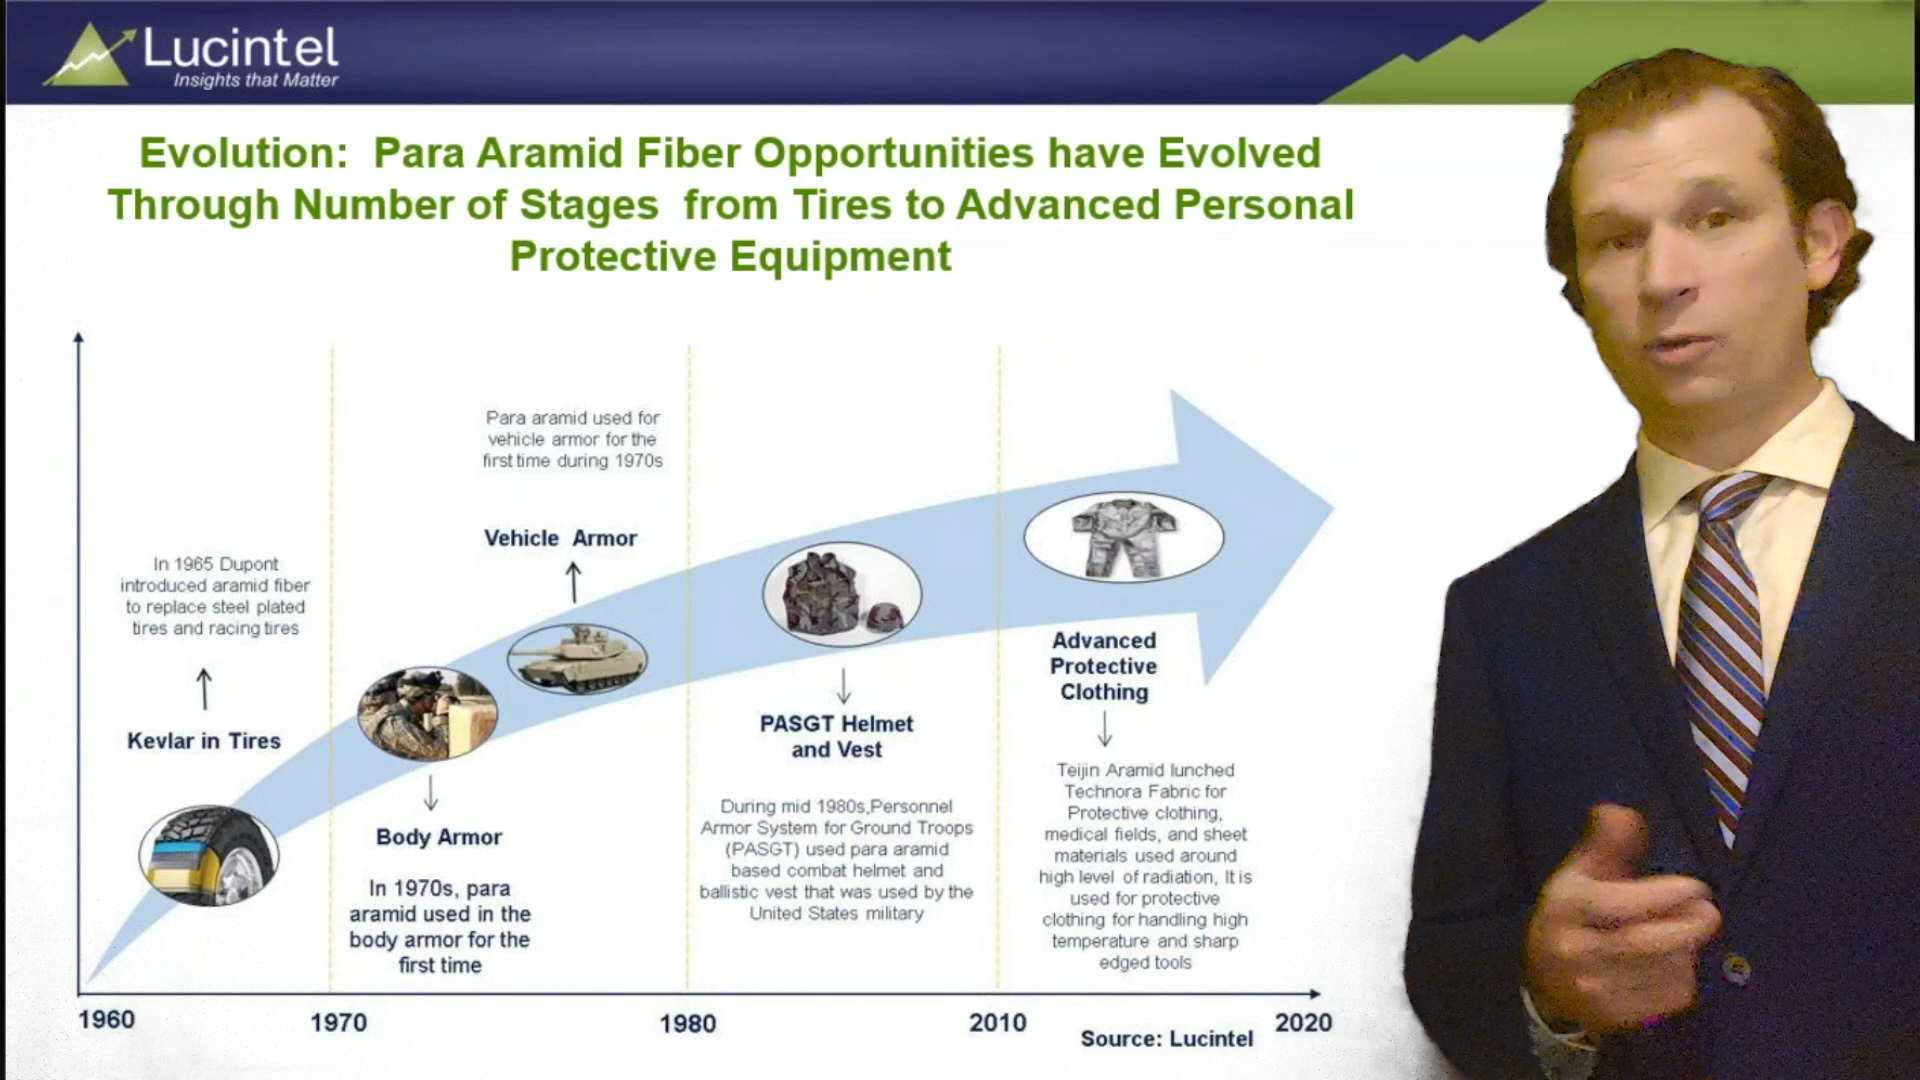 Lucintel
Insights that Matter
Evolution: Para Aramid Fiber Opportunities have Evolved
Through Number of Stages from Tires to Advanced Personal
Protective Equipment
In 1965 Dupont
introduced aramid fiber
to replace steel plated
tires and racing tires
Kevlar in Tires
Body Armor
In 1970s, para
aramid used in the
body armor for the
first time
Para aramid used for
vehicle armor for the
first time during 1970s
Vehicle Armor
PASGT Helmet
and Vest
During mid 1980s,Personnel
Armor System for Ground Troops
(PASGT) used para aramid
based combat helmet and
ballistic vest that was used by the
United States military
Advanced
Protective
Clothing
Teijin Aramid lunched
Technora Fabric for
Protective clothing,
medical fields, and sheet
materials used around
high level of radiation, It is
used for protective
clothing for handling high
temperature and sharp
edged tools
1960
1970
1980
2010
2020
Source: Lucintel